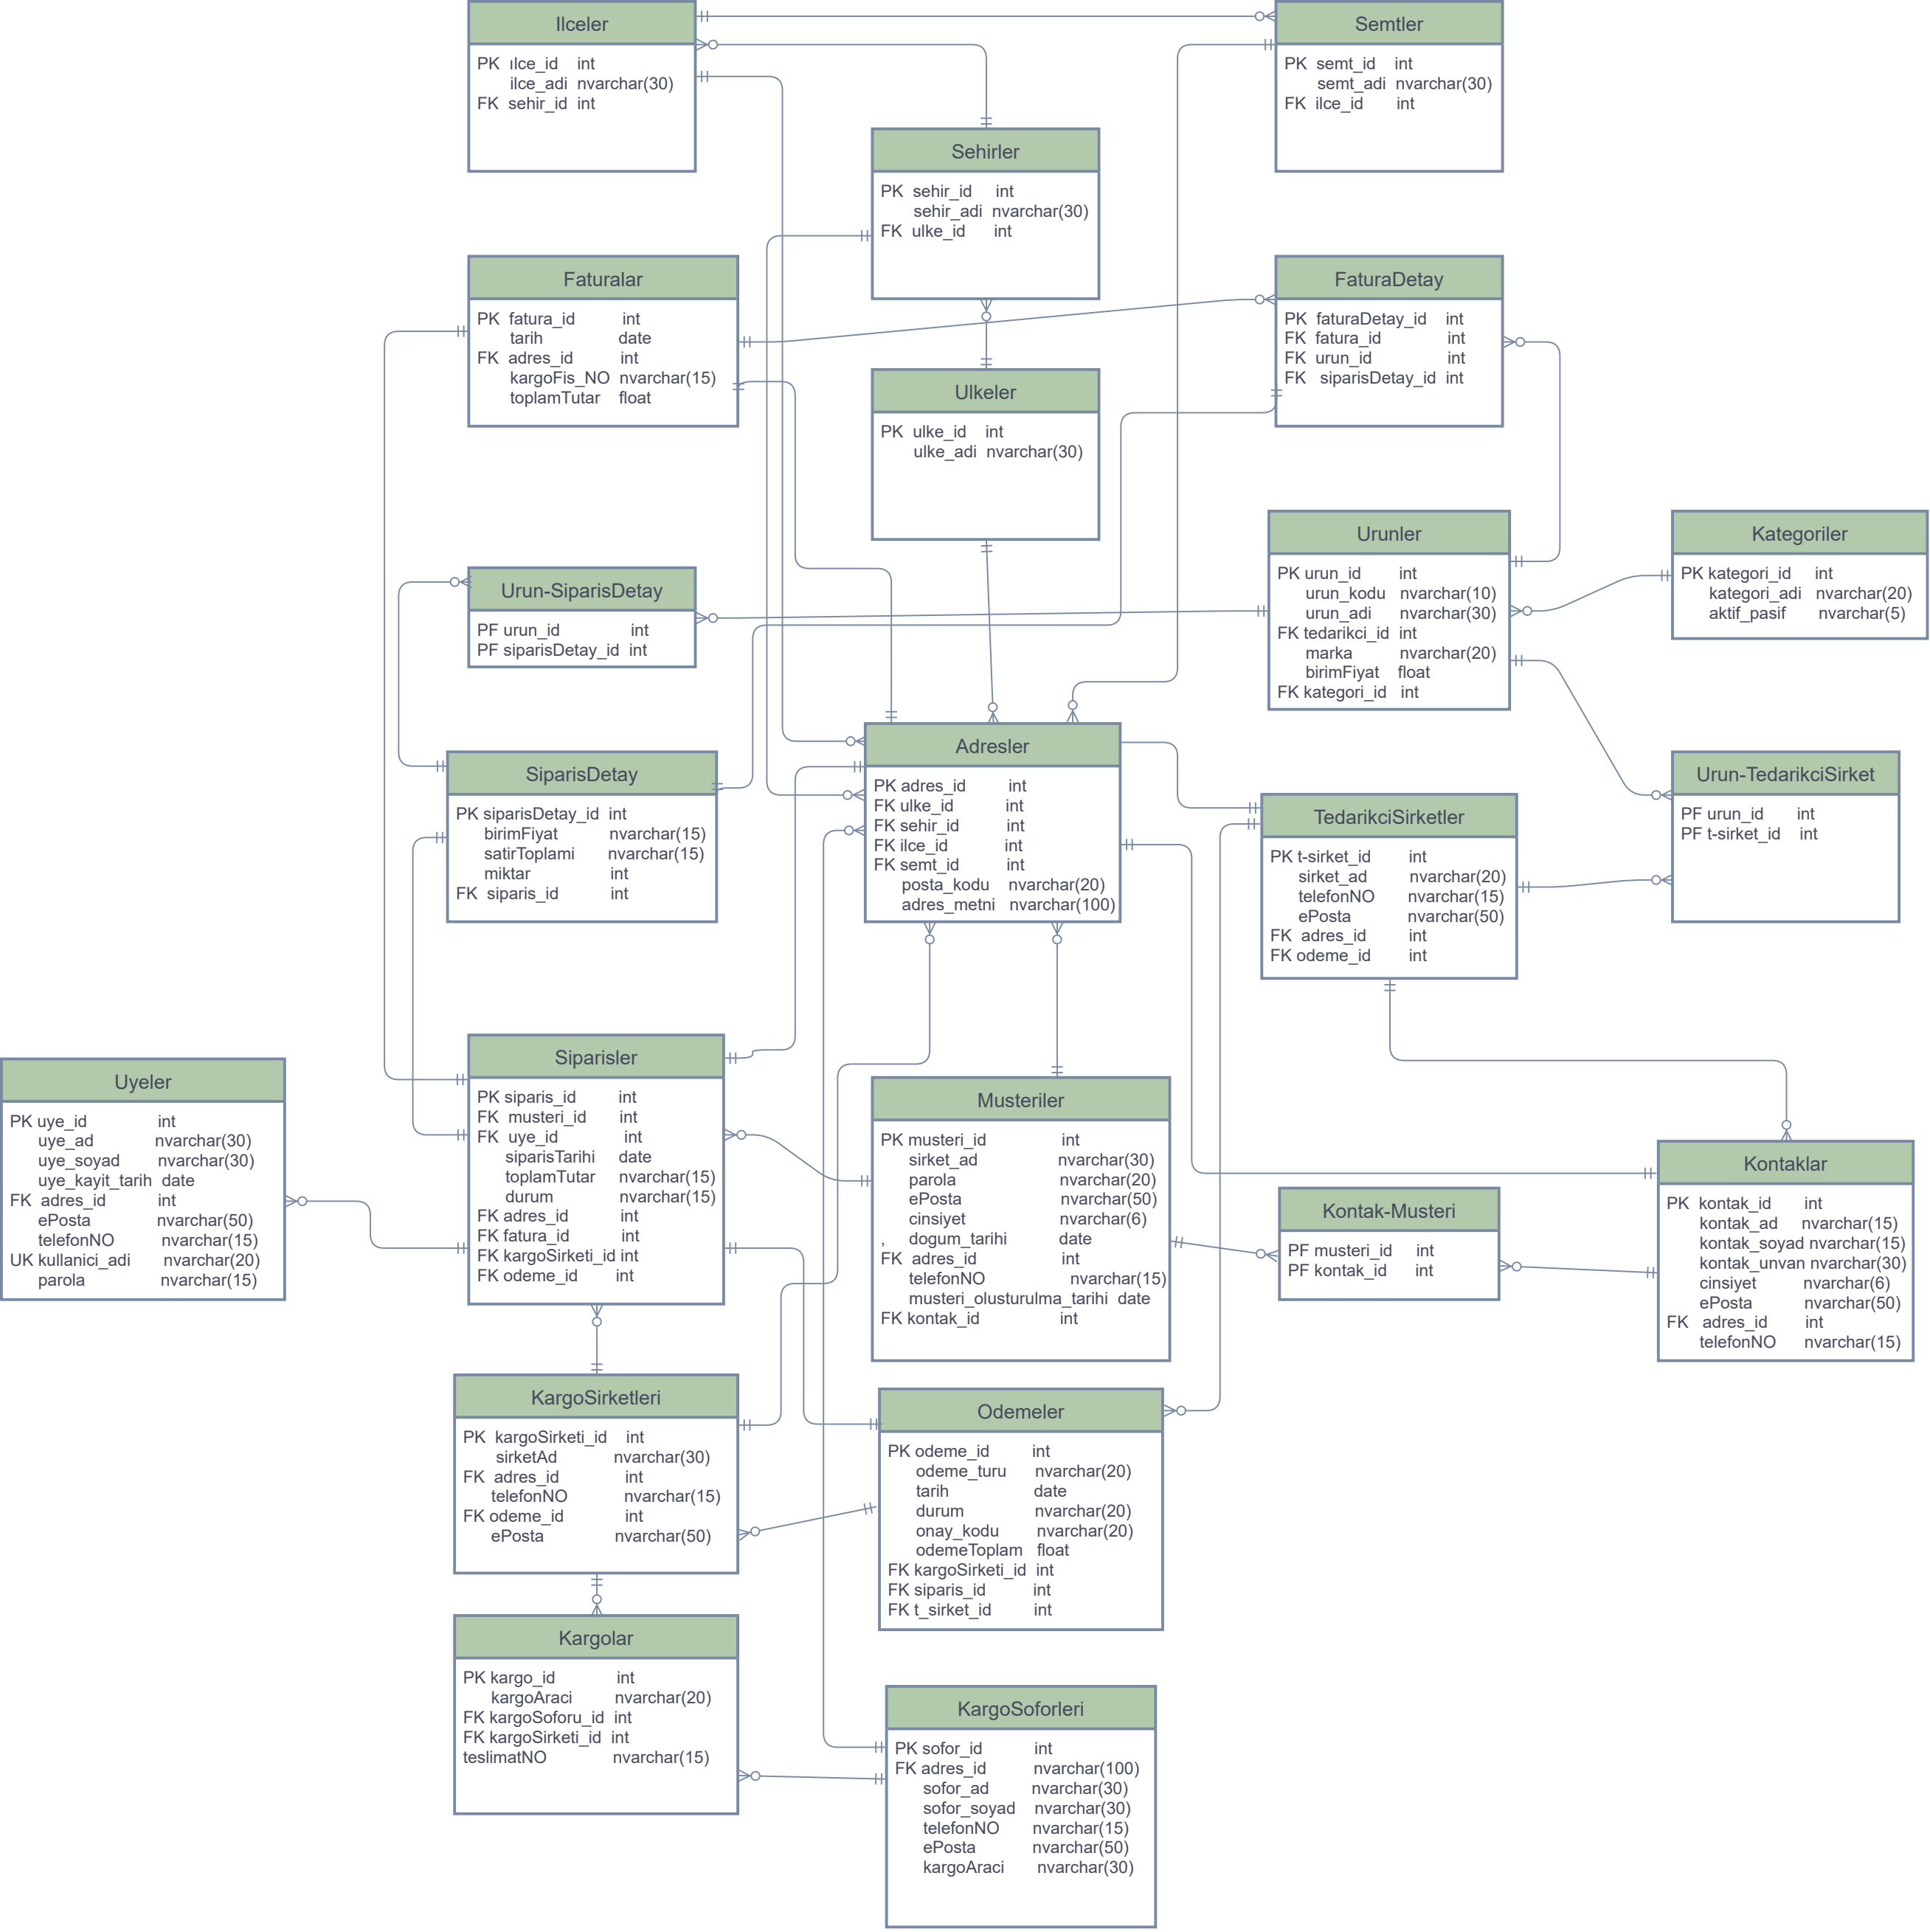 Ilceler
PK ılce_id int
ilce_adi nvarchar(30)
FK sehir_id int
Semtler
PK semt_id int
semt_adi nvarchar(30)
FK ilce_id int
Sehirler
PK sehir_id int
sehir_adi nvarchar(30)
FK ulke_id int
Faturalar
PK fatura_id int
tarih date
FK adres_id int
kargoFis_NO nvarchar(15)
toplamTutar float
FaturaDetay
PK faturaDetay_id int
FK fatura_id int
FK urun_id int
FK siparisDetay_id int
Ulkeler
PK ulke_id int
ulke_adi nvarchar(30)
Urunler
PK urun_id int
urun_kodu nvarchar(10)
urun_adi nvarchar(30)
FK tedarikci_id int
marka nvarchar(20)
birimFiyat float
FK kategori_id int
Kategoriler
PK kategori_id int
kategori_adi nvarchar(20)
aktif_pasif nvarchar(5)
Urun-SiparisDetay
PF urun_id int
PF siparisDetay_id int
Adresler
PK adres_id int
FK ulke_id int
FK sehir_id int
FK ilce_id int
FK semt_id int
posta_kodu nvarchar(20)
adres_metni nvarchar(100)
SiparisDetay
PK siparisDetay_id int
birimFiyat nvarchar(15)
satirToplami nvarchar(15)
miktar int
FK siparis_id int
Urun-TedarikciSirket
PF urun_id int
PF t-sirket_id int
TedarikciSirketler
PK t-sirket_id int
sirket_ad nvarchar(20)
telefonNO nvarchar(15)
ePosta nvarchar(50)
FK adres_id int
FK odeme_id int
Siparisler
PK siparis_id int
FK musteri_id int
FK uye_id int
siparisTarihi date
toplamTutar nvarchar(15)
durum nvarchar(15)
FK adres_id int
FK fatura_id int
FK kargoSirketi_id int
FK odeme_id int
Uyeler
PK uye_id int
uye_ad nvarchar(30)
uye_soyad nvarchar(30)
uye_kayit_tarih date
FK adres_id int
ePosta nvarchar(50)
telefonNO nvarchar(15)
UK kullanici_adi nvarchar(20)
parola nvarchar(15)
Musteriler
PK musteri_id int
sirket_ad nvarchar(30)
parola nvarchar(20)
ePosta nvarchar(50)
cinsiyet nvarchar(6)
, dogum_tarihi date
FK adres_id int
telefonNO nvarchar(15)
musteri_olusturulma_tarihi date
FK kontak_id int
Kontaklar
PK kontak_id int
kontak_ad nvarchar(15)
kontak_soyad nvarchar(15)
kontak_unvan nvarchar(30)
cinsiyet nvarchar(6)
ePosta nvarchar(50)
FK adres_id int
telefonNO nvarchar(15)
Kontak-Musteri
PF musteri_id int
PF kontak_id int
KargoSirketleri
PK kargoSirketi_id int
sirketAd nvarchar(30)
FK adres_id int
telefonNO nvarchar(15)
FK odeme_id int
ePosta nvarchar(50)
Odemeler
PK odeme_id int
odeme_turu nvarchar(20)
tarih date
durum nvarchar(20)
onay_kodu nvarchar(20)
odemeToplam float
FK kargoSirketi_id int
FK siparis_id int
FK t_sirket_id int
Kargolar
PK kargo_id int
kargoAraci nvarchar(20)
FK kargoSoforu_id int
FK kargoSirketi_id int
teslimatNO nvarchar(15)
KargoSoforleri
PK sofor_id int
FK adres_id nvarchar(100)
sofor_ad nvarchar(30)
sofor_soyad nvarchar(30)
telefonNO nvarchar(15)
ePosta nvarchar(50)
kargoAraci nvarchar(30)